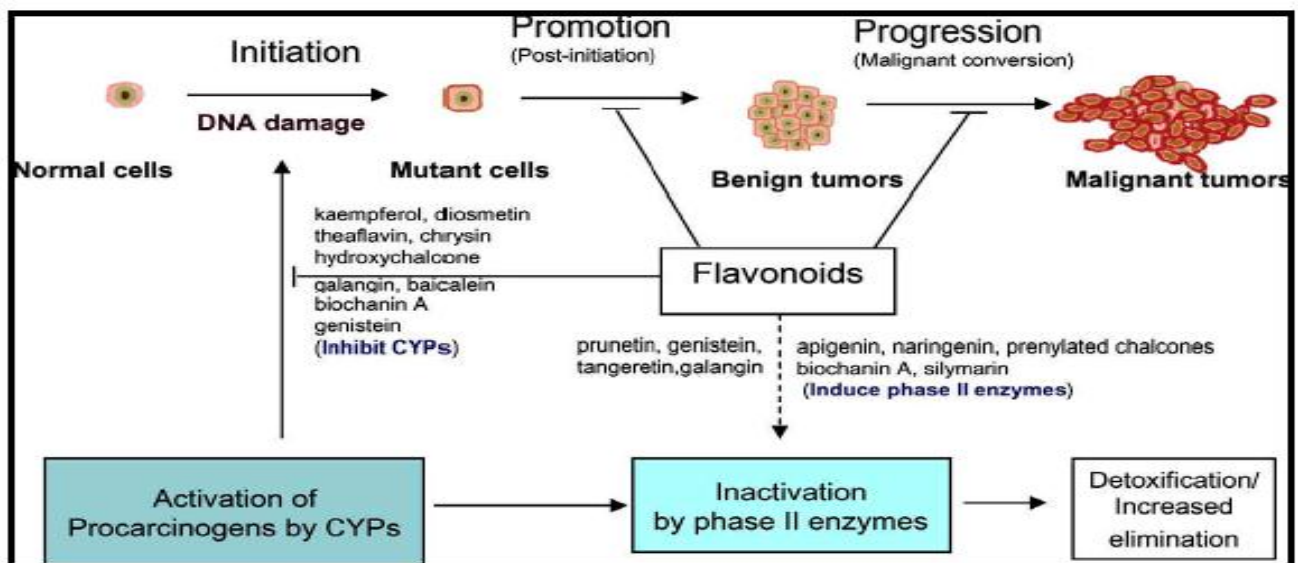 Initiation
Promotion
(Post-initiation)
Progression
(Malignant conversion)
DNA damage
Normal cells
Mutant cells
Benign tumors
Malignant tumors
kaempferol, diosmetin
theaflavin, chrysin
hydroxychalcone
galangin, baicalein
biochanin A
genistein
(Inhibit CYPs)
Flavonoids
prunetin, genistein,
tangeretin,galangin
apigenin, naringenin, prenylated chalcones
biochanin A, silymarin
(Induce phase II enzymes)
Activation of
Procarcinogens by CYPs
Inactivation
by phase II enzymes
Detoxification/
Increased
elimination